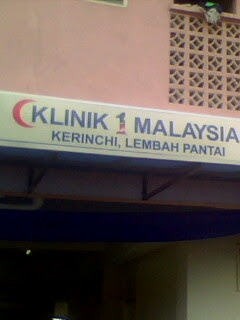 KLINIK 1 MALAYSIA
KERINCHI, LEMBAH PANTAI